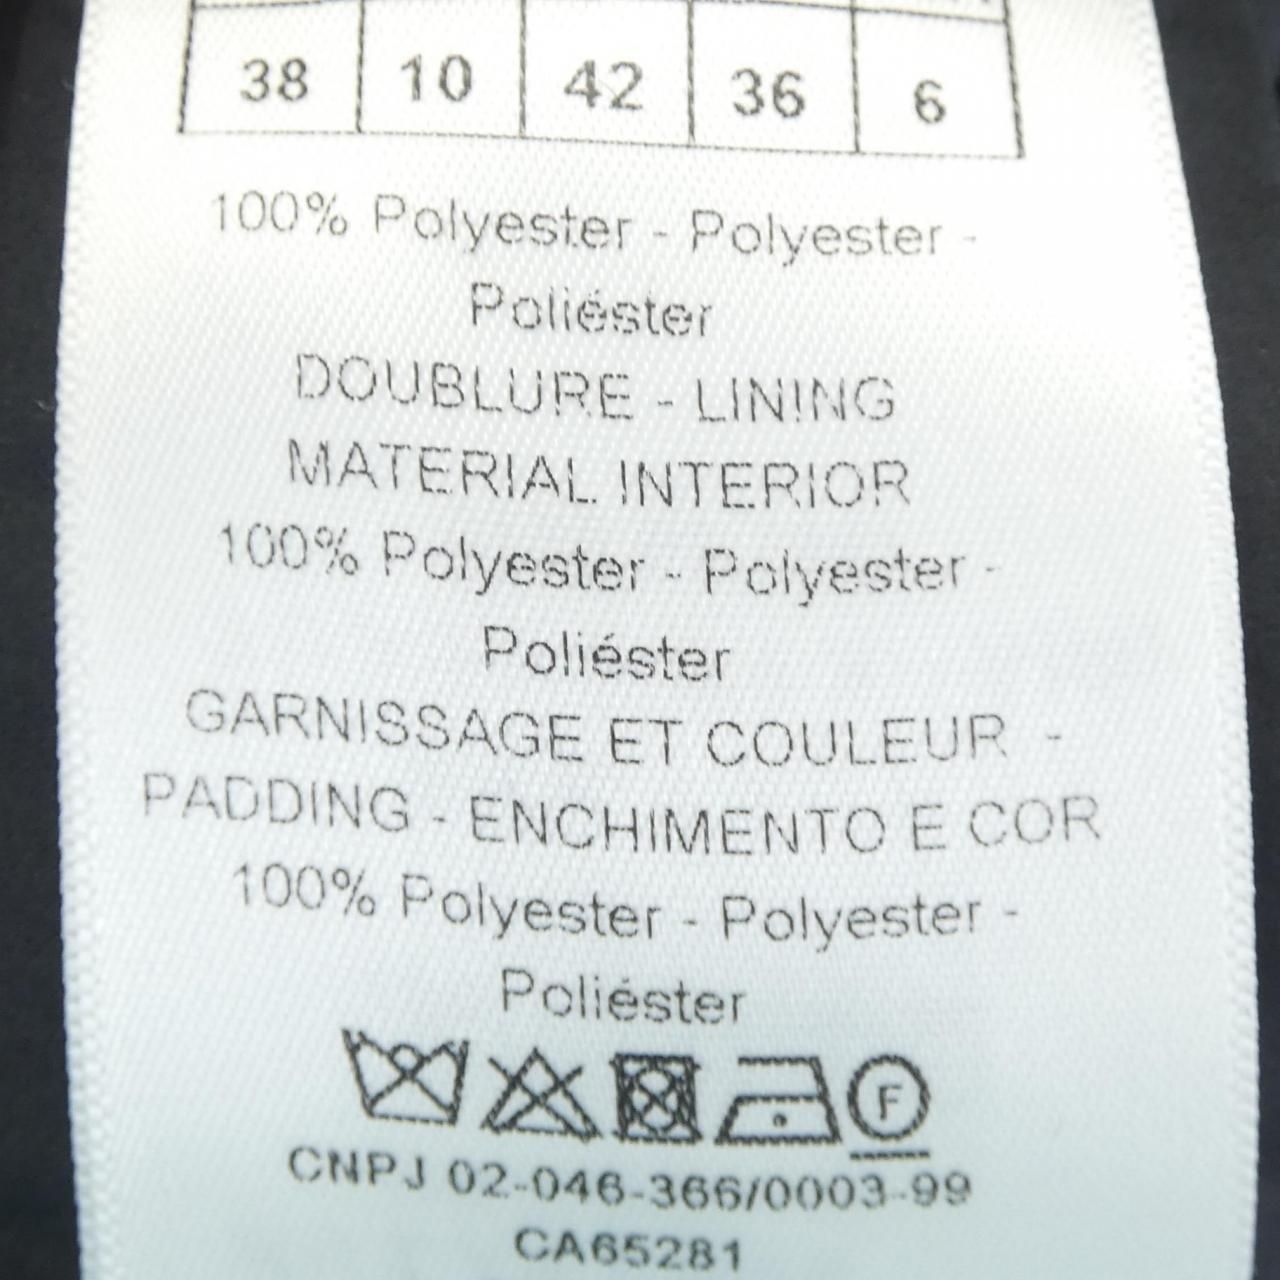 38 10 42 36 6
100% Polyester - Polyester -
Poliéster
DOUBLURE - LINING
MATERIAL INTERIOR
100% Polyester - Polyester -
Poliéster
GARNISSAGE ET COULEUR -
PADDING - ENCHIMENTO E COR
100% Polyester - Polyester -
Poliéster
F
CNPJ 02-046-366/0003-99
CA65281